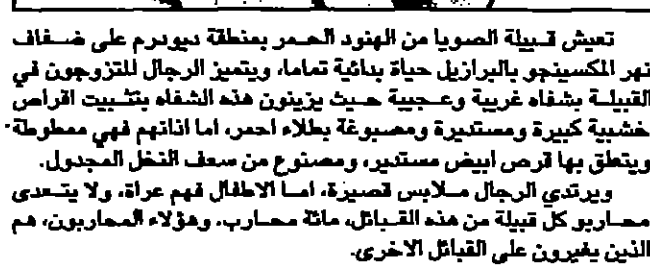 تعيش قبيلة الصويا من الهنود الحمر بمنطقة ديودرم على ضفاف
نهر المكسينجو بالبرازيل حياة بدائية تماما، ويتميز الرجال المتزوجون في
القبيلة بشفاه غريبة وعجيبة حيث يزينون هذه الشفاه بتثبيت اقراص
خشبية كبيرة ومستديرة ومصبوغة بطلاء احمر، اما اذانهم فهي ممطوطة
ويتعلق بها قرص ابيض مستدير، ومصنوع من سعف النخل المجدول.
ويرتدي الرجال ملابس قصيرة، اما الاطفال فهم عراة، ولا يتعدى
محاربو كل قبيلة من هذه القبائل، مائة محارب، وهؤلاء المحاربون، هم
الذين يغيرون على القبائل الاخرى.